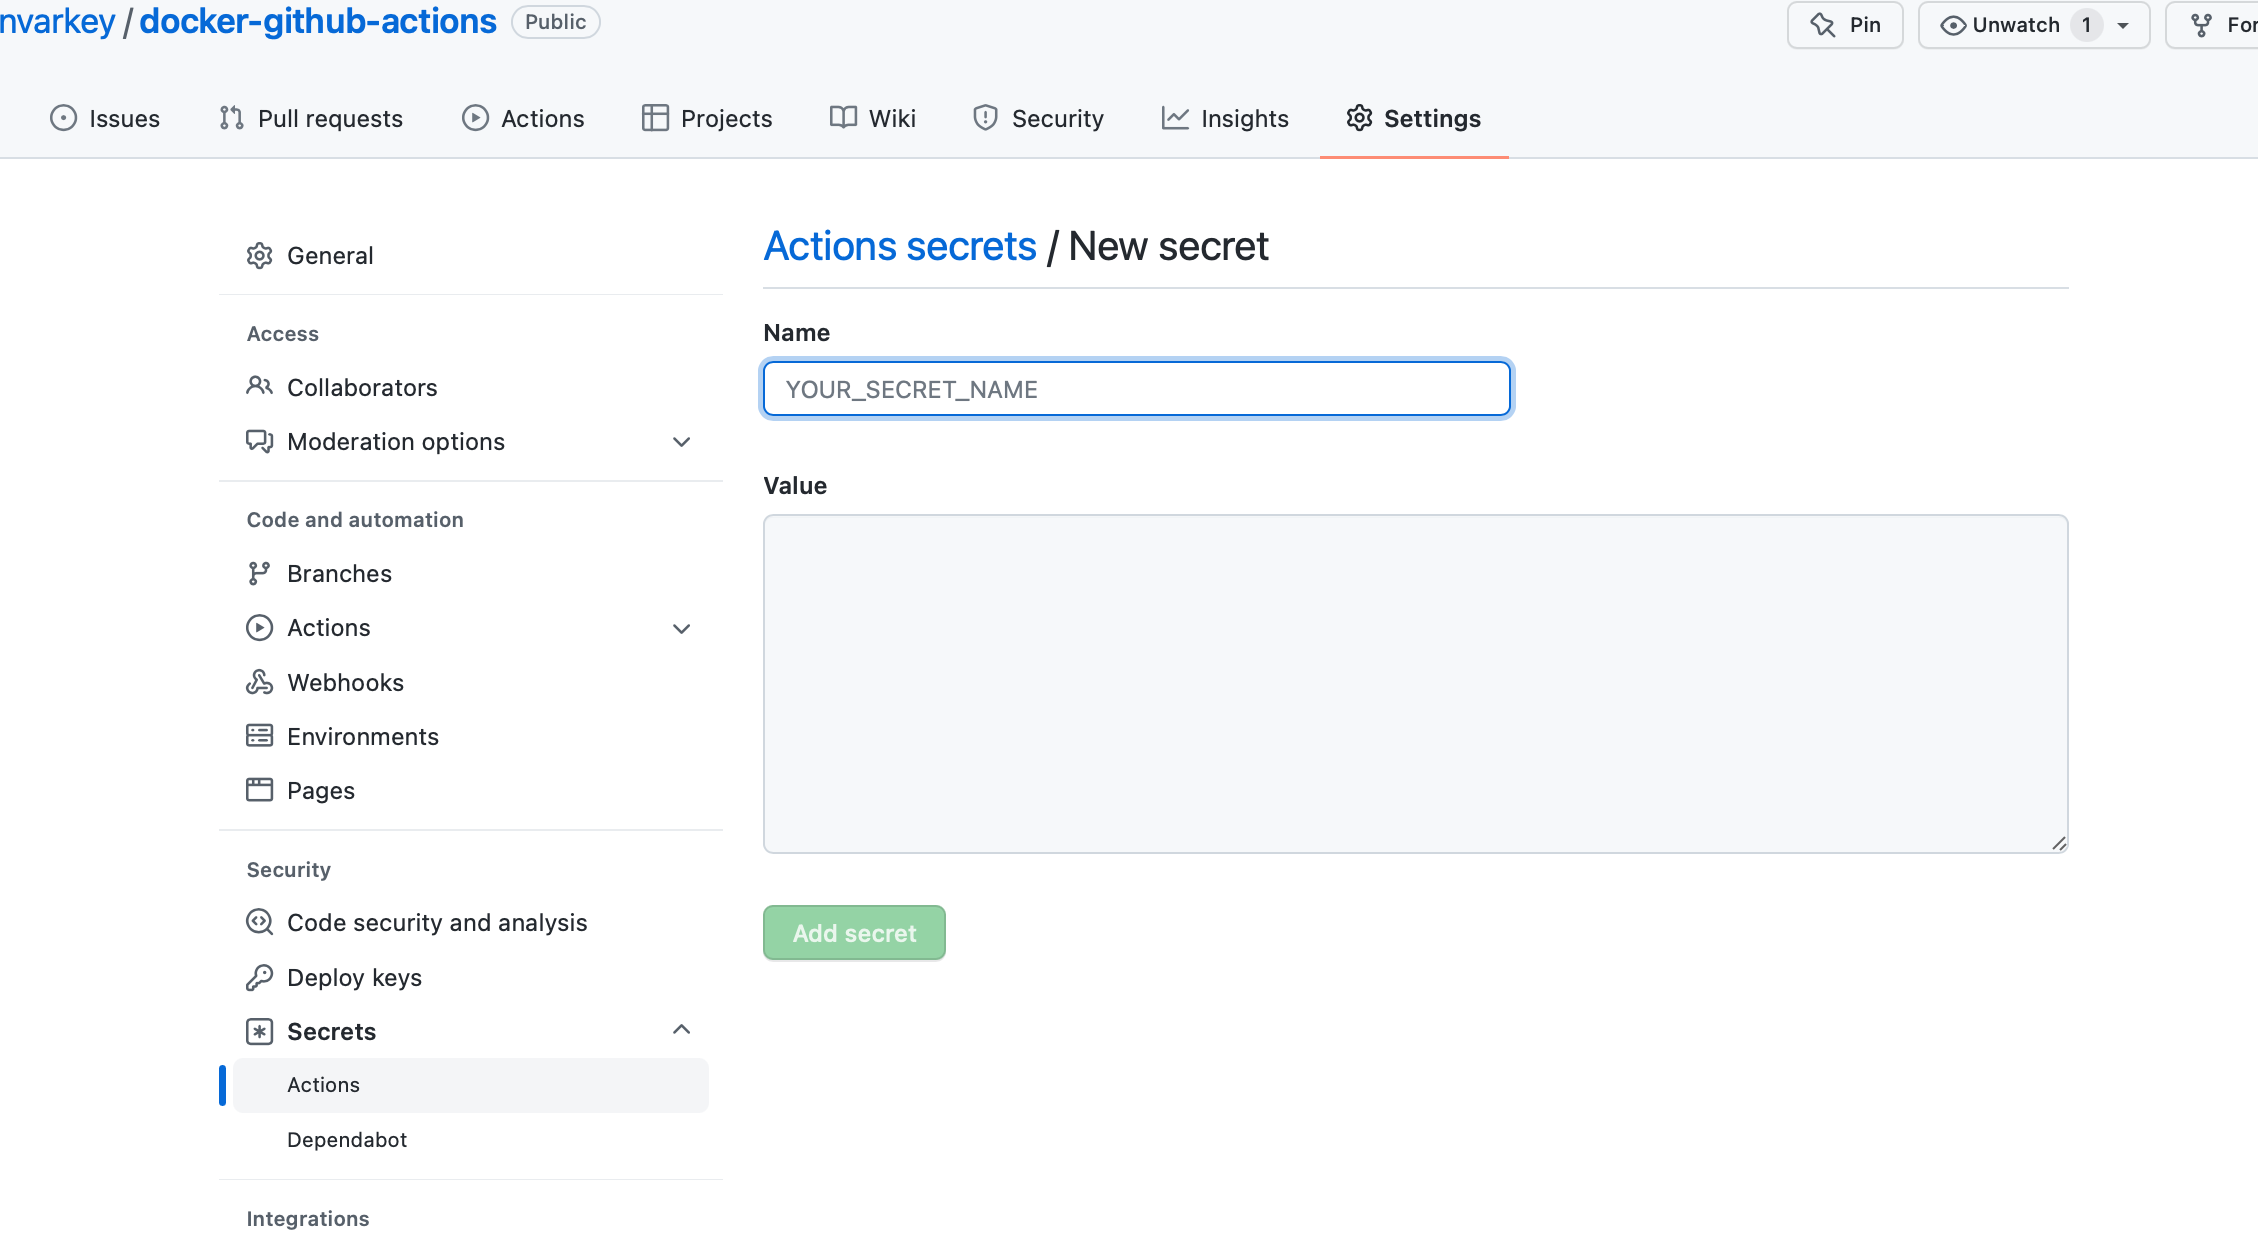 nvarkey / docker-github-actions Public
Pin
Unwatch 1
For
Issues Pull requests Actions Projects Wiki Security Insights Settings
General
Access
Collaborators
Moderation options
Code and automation
Branches
Actions
Webhooks
Environments
Pages
Security
Code security and analysis
Deploy keys
Secrets
Actions
Dependabot
Integrations
Actions secrets / New secret
Name
YOUR_SECRET_NAME
Value
Add secret